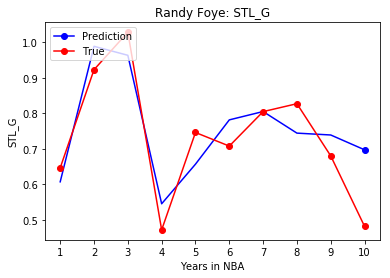 Randy Foye: STL_G
Prediction
True
STL_G
1.0
0.9
0.8
0.7
0.6
0.5
1 2 3 4 5 6 7 8 9 10
Years in NBA